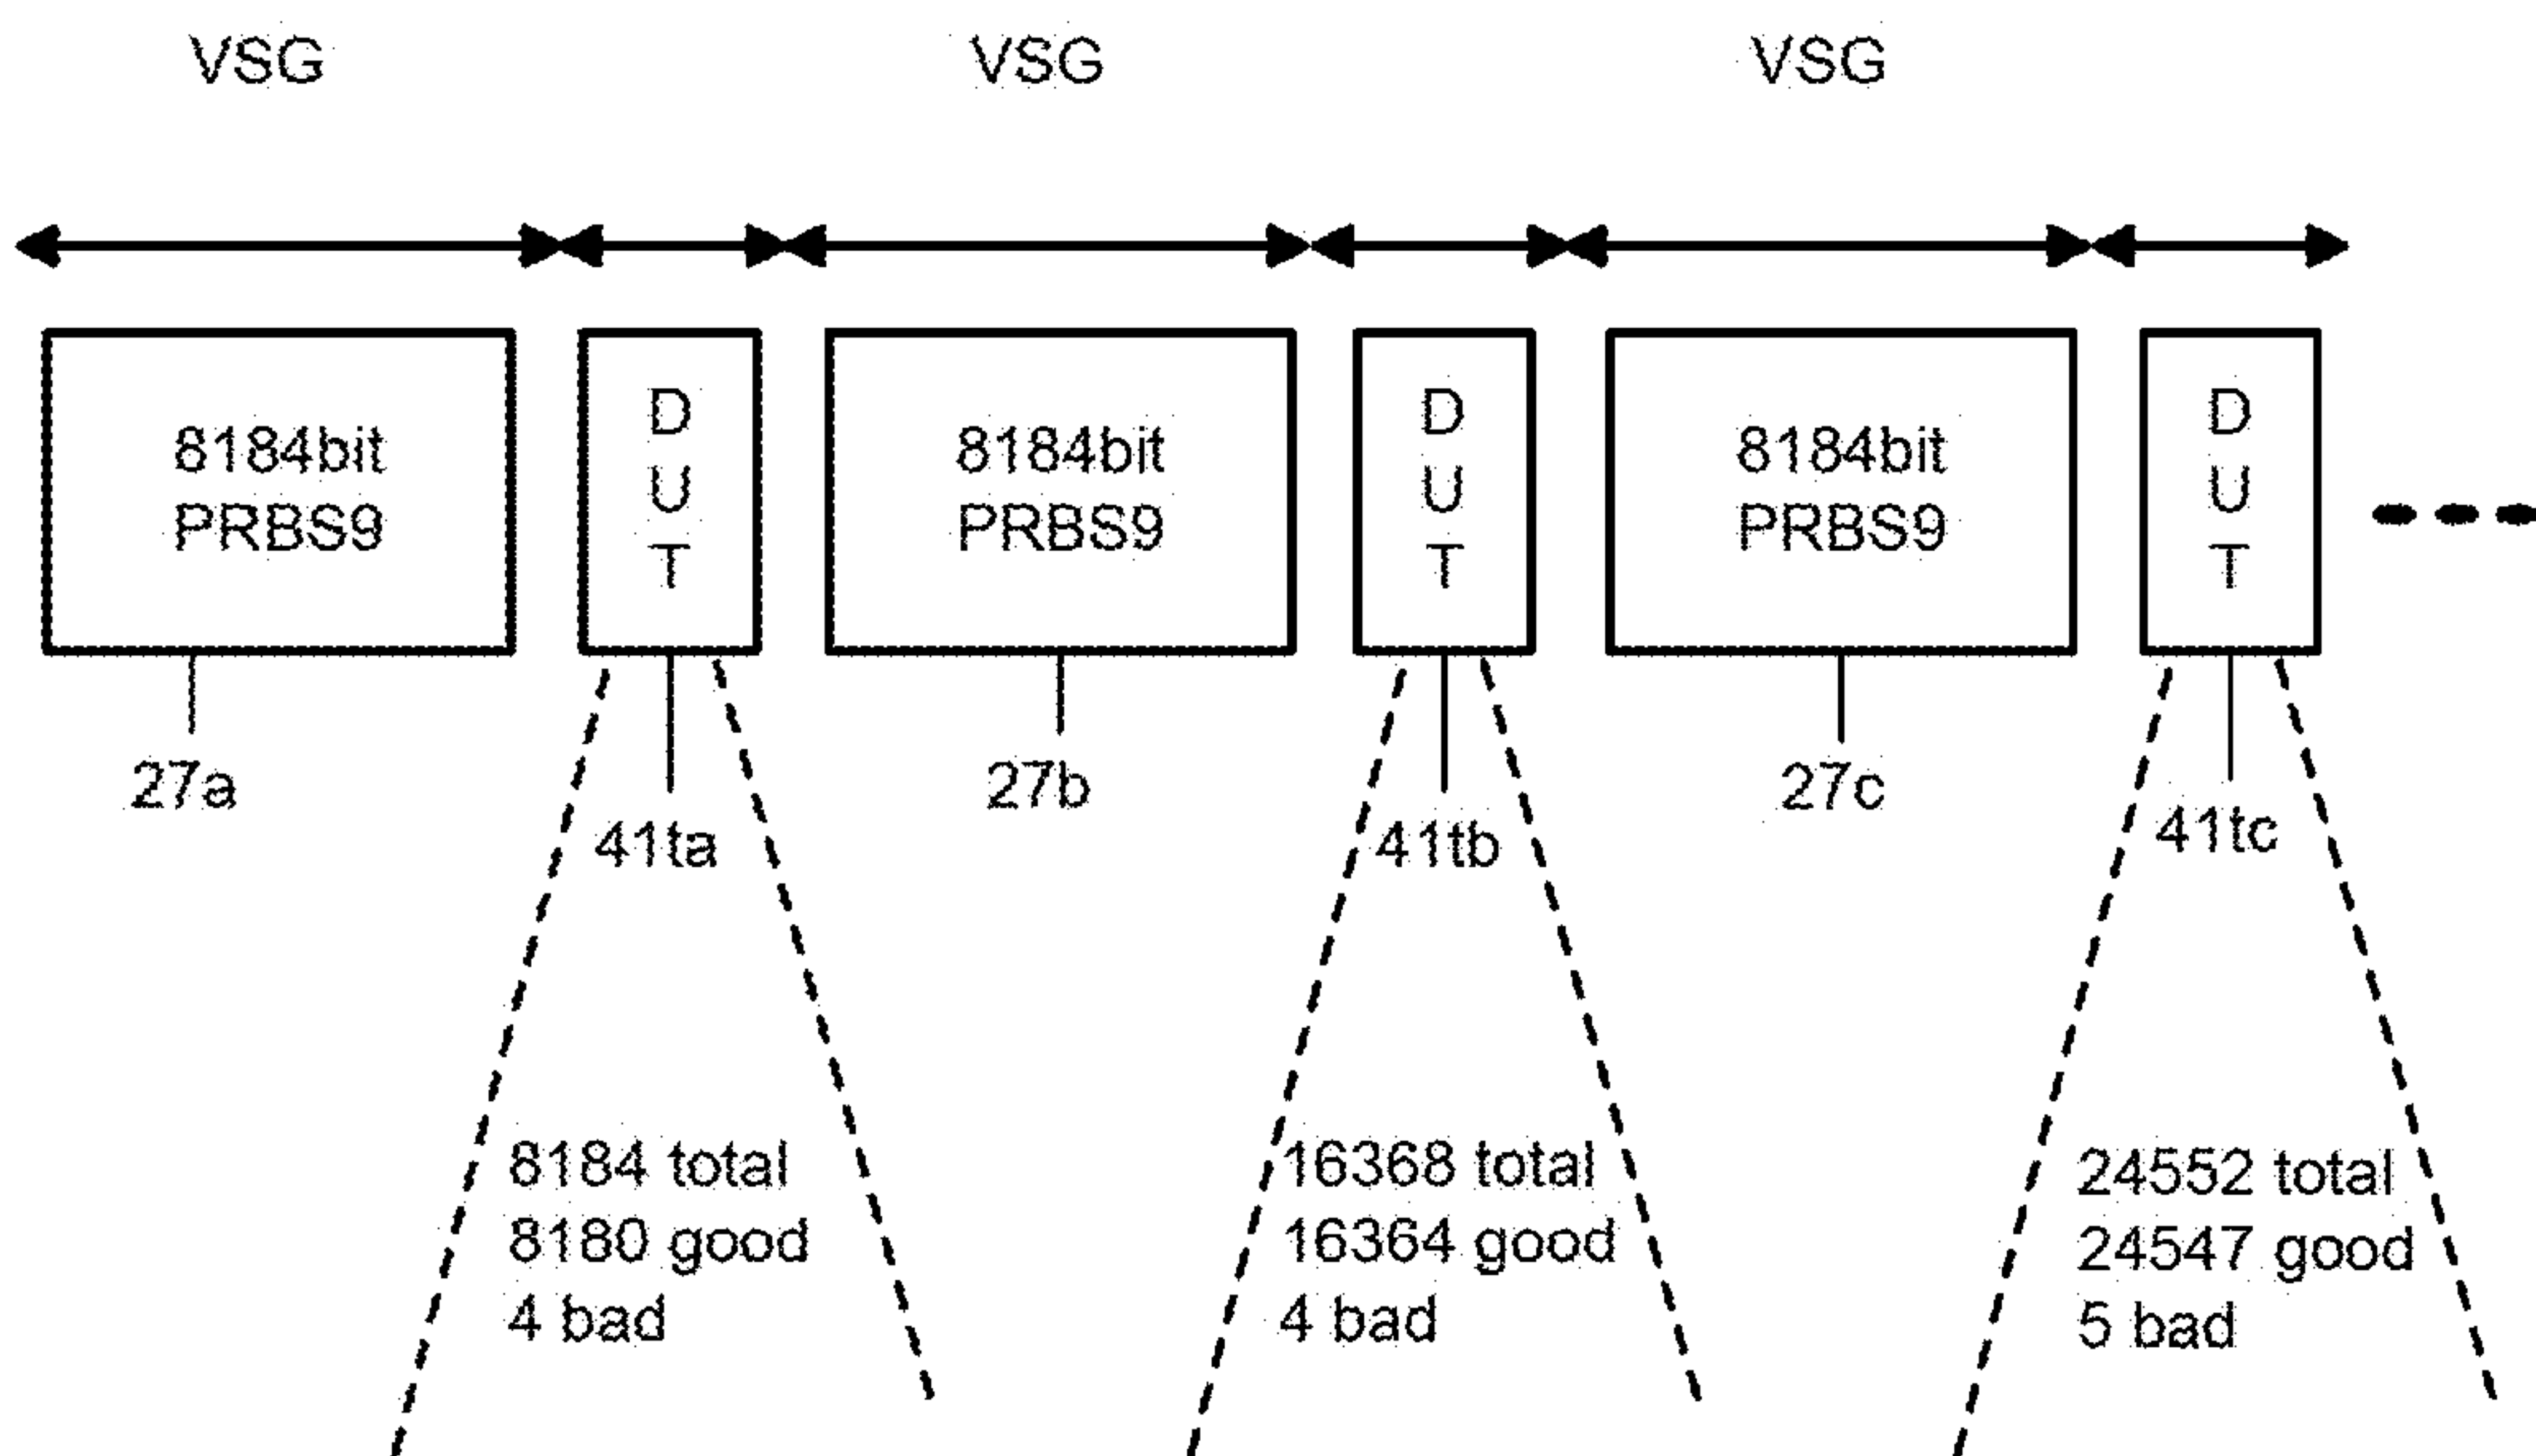 VSG
VSG
VSG
8184bit
PRBS9
D
U
T
8184bit
PRBS9
D
U
T
8184bit
PRBS9
D
U
T
27a
41ta
27b
41tb
27c
41tc
8184 total
8180 good
4 bad
16368 total
16364 good
4 bad
24552 total
24547 good
5 bad